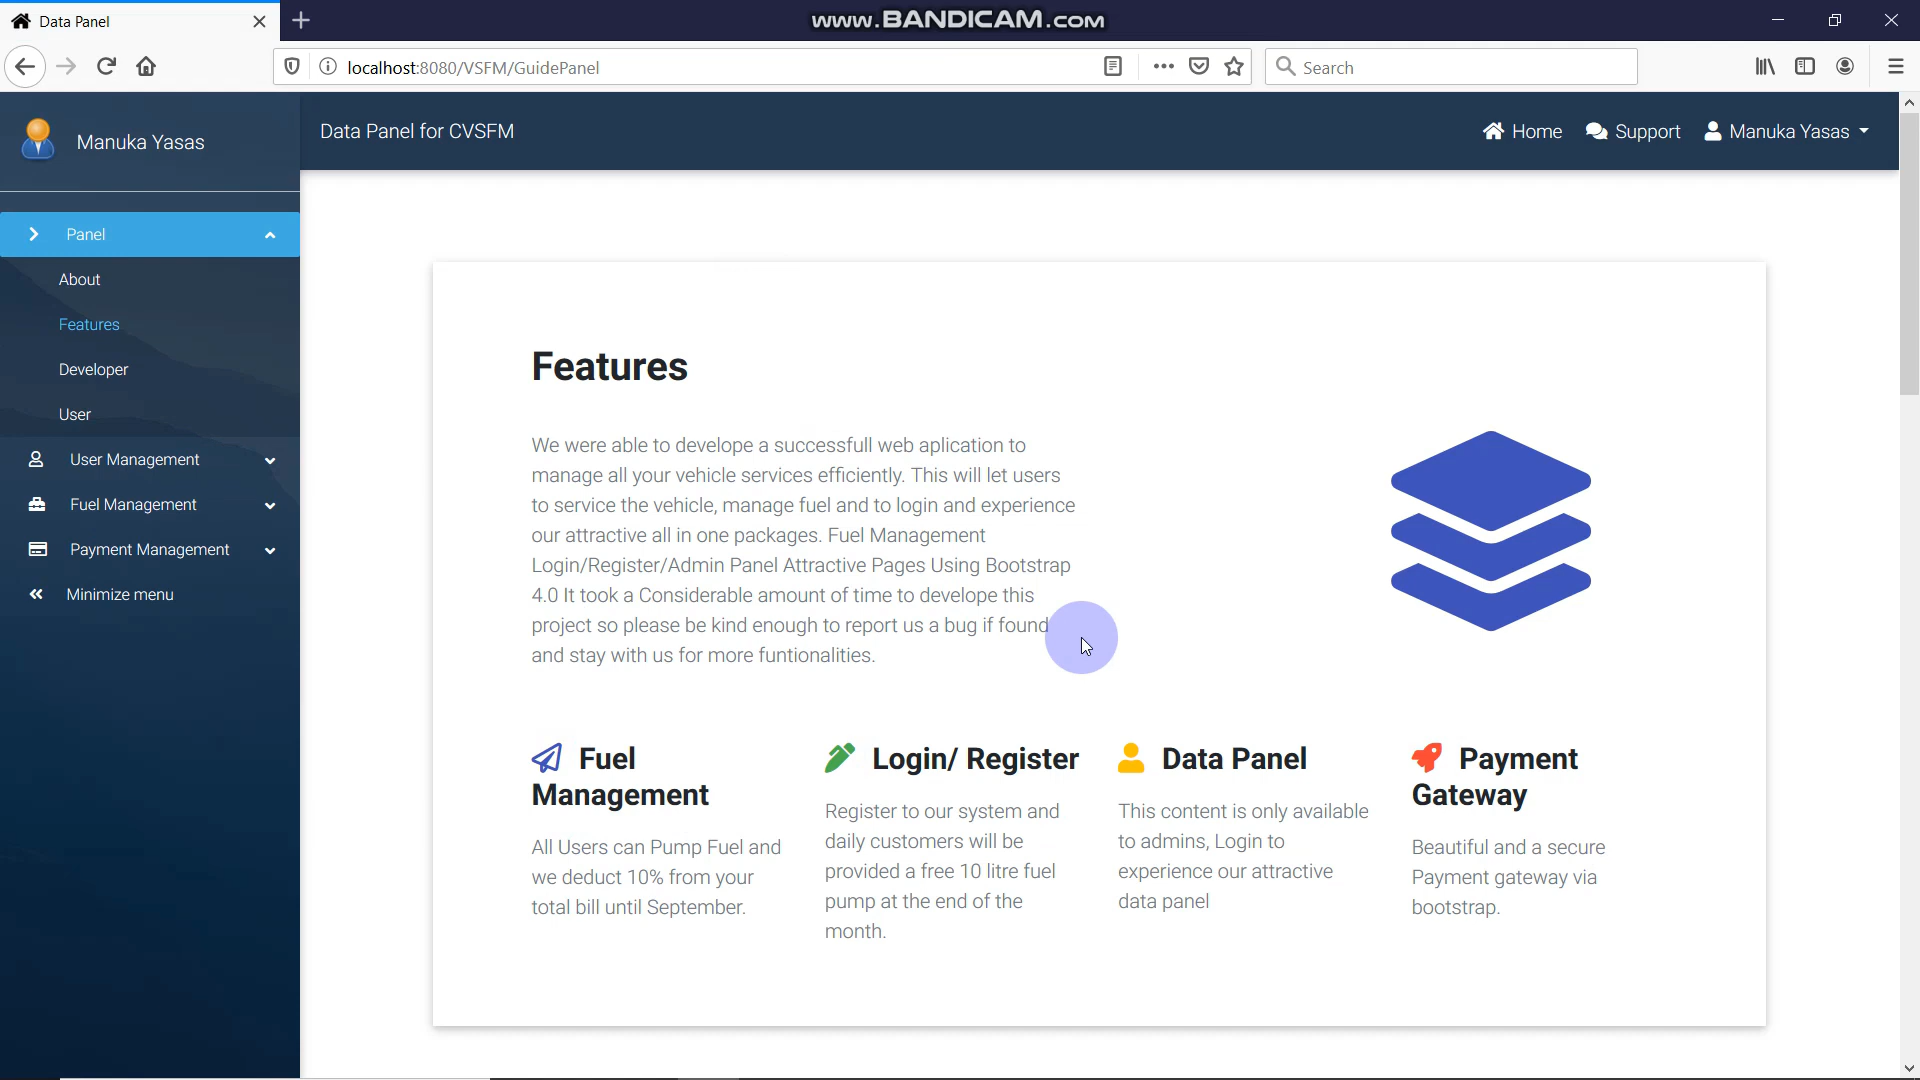 Data Panel
www.BANDICAM.com
localhost:8080/VSFM/GuidePanel
Search
Manuka Yasas
Data Panel for CVSFM
Home
Support
Manuka Yasas
Panel
About
Features
Developer
User
User Management
Fuel Management
Payment Management
Minimize menu
Features
We were able to develope a successfull web aplication to
manage all your vehicle services efficiently. This will let users
to service the vehicle, manage fuel and to login and experience
our attractive all in one packages. Fuel Management
Login/Register/Admin Panel Attractive Pages Using Bootstrap
4.0 It took a Considerable amount of time to develope this
project so please be kind enough to report us a bug if found
and stay with us for more funtionalities.
Fuel
Management
All Users can Pump Fuel and
we deduct 10% from your
total bill until September.
Login/ Register
Register to our system and
daily customers will be
provided a free 10 litre fuel
pump at the end of the
month.
Data Panel
This content is only available
to admins, Login to
experience our attractive
data panel
Payment
Gateway
Beautiful and a secure
Payment gateway via
bootstrap.